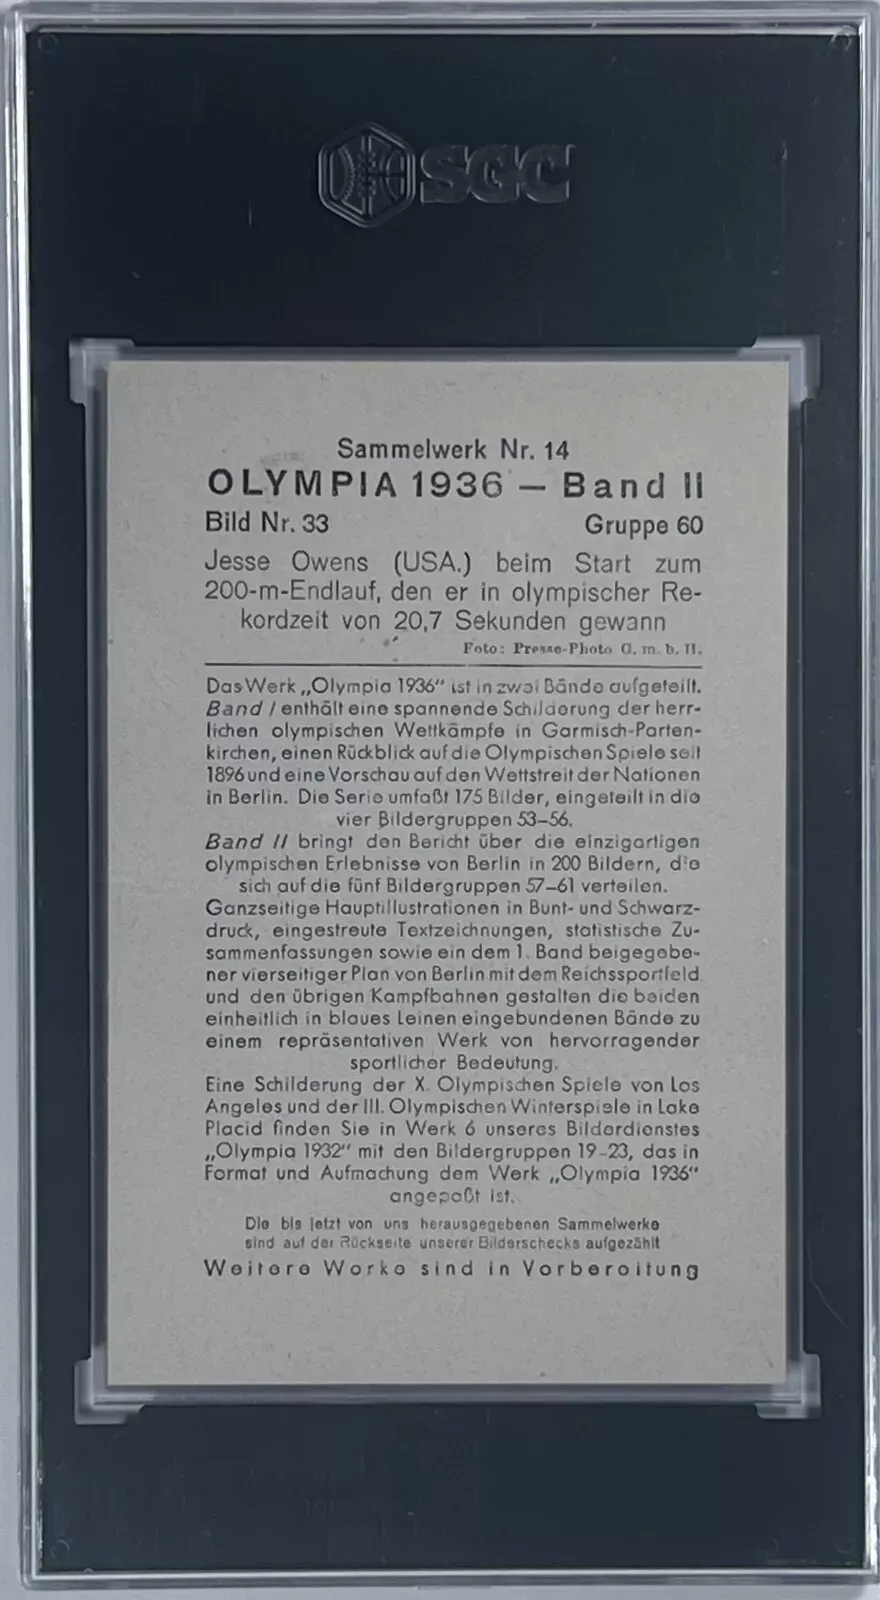 SGC
Sammelwerk Nr. 14
OLYMPIA 1936 — Band II
Bild Nr. 33 Gruppe 60
Jesse Owens (USA.) beim Start zum
200-m-Endlauf, den er in olympischer Re-
kordzeit von 20,7 Sekunden gewann
Foto: Presse-Photo G. m. b. H.
Das Werk „Olympia 1936“ ist in zwei Bände aufgeteilt.
Band I enthält eine spannende Schilderung der herr-
lichen olympischen Wettkämpfe in Garmisch-Parten-
kirchen, einen Rückblick auf die Olympischen Spiele seit
1896 und eine Vorschau auf den Wettstreit der Nationen
in Berlin. Die Serie umfaßt 175 Bilder, eingeteilt in die
vier Bildergruppen 53–56.
Band II bringt den Bericht über die einzigartigen
olympischen Erlebnisse von Berlin in 200 Bildern, die
sich auf die fünf Bildergruppen 57–61 verteilen.
Ganzseitige Hauptillustrationen in Bunt- und Schwarz-
druck, eingestreute Textzeichnungen, statistische Zu-
sammenfassungen sowie ein dem 1. Band beigegebe-
ner vierseitiger Plan von Berlin mit dem Reichssportfeld
und den übrigen Kampfbahnen gestalten die beiden
einheitlich in blaues Leinen eingebundenen Bände zu
einem repräsentativen Werk von hervorragender
sportlicher Bedeutung.
Eine Schilderung der X. Olympischen Spiele von Los
Angeles und der III. Olympischen Winterspiele in Lake
Placid finden Sie in Werk 6 unseres Bilderdienstes
„Olympia 1932“ mit den Bildergruppen 19–23, das in
Format und Aufmachung dem Werk „Olympia 1936“
angepaßt ist.
Die bis jetzt von uns herausgegebenen Sammelwerke
sind auf der Rückseite unserer Bilderschecks aufgezählt
Weitere Werke sind in Vorbereitung